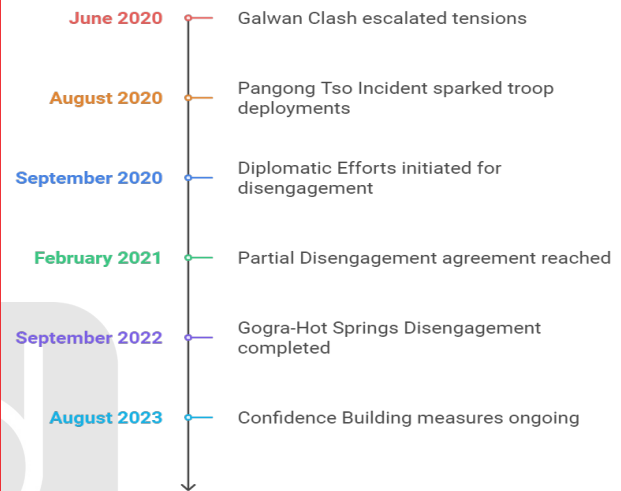 June 2020
Galwan Clash escalated tensions
August 2020
Pangong Tso Incident sparked troop
deployments
September 2020
Diplomatic Efforts initiated for
disengagement
February 2021
Partial Disengagement agreement reached
September 2022
Gogra-Hot Springs Disengagement
completed
August 2023
Confidence Building measures ongoing